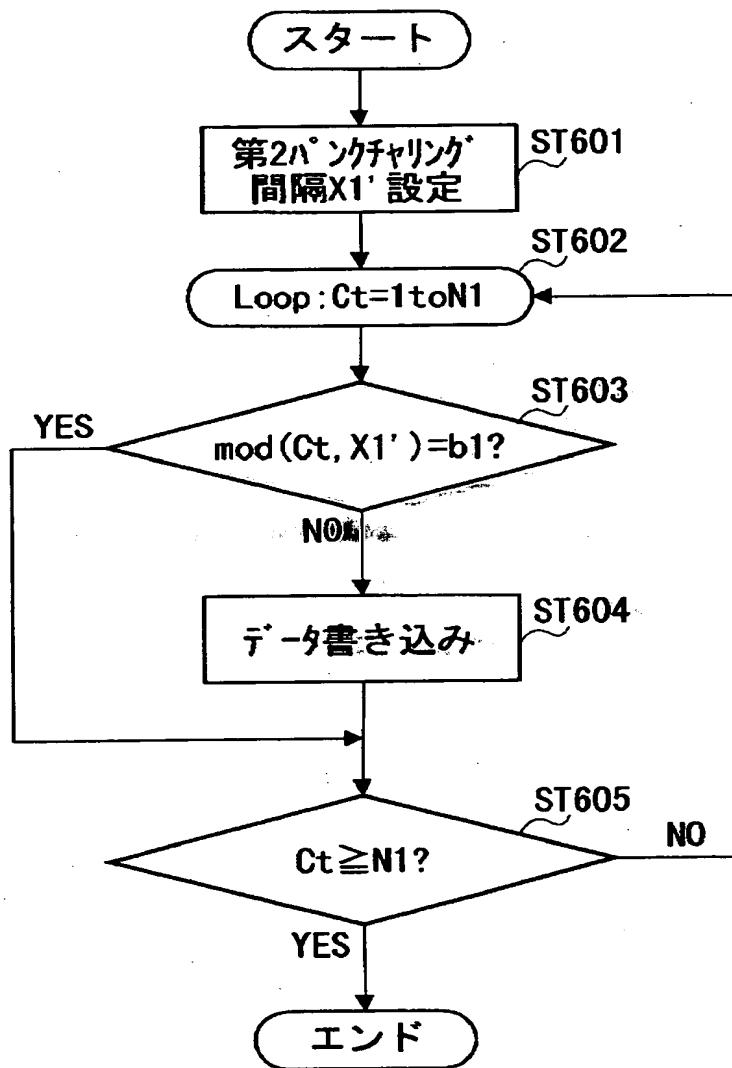 スタート
第2ﾊﾟﾝｸﾁｬﾘﾝｸﾞ
間隔X1'設定
ST601
ST602
Loop:Ct=1toN1
ST603
YES
mod(Ct,X1')=b1?
NO
ST604
ﾃﾞｰﾀ書き込み
ST605
Ct≧N1?
NO
YES
エンド